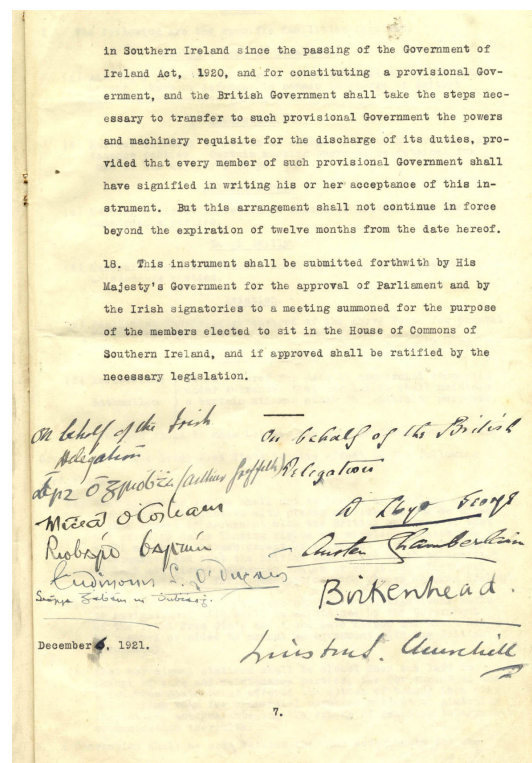 in Southern Ireland since the passing of the Government of
Ireland Act, 1920, and for constituting a provisional Gov-
ernment, and the British Government shall take the steps nec-
essary to transfer to such provisional Government the powers
and machinery requisite for the discharge of its duties, pro-
vided that every member of such provisional Government shall
have signified in writing his or her acceptance of this in-
strument. But this arrangement shall not continue in force
beyond the expiration of twelve months from the date hereof.
18. This instrument shall be submitted forthwith by His
Majesty's Government for the approval of Parliament and by
the Irish signatories to a meeting summoned for the purpose
of the members elected to sit in the House of Commons of
Southern Ireland, and if approved shall be ratified by the
necessary legislation.
On behalf of the Irish
Delegation
(Arthur Griffith)
Micheál
On behalf of the British
Delegation
D Lloyd George
Austen Chamberlain
Birkenhead.
Winston S. Churchill
December 6, 1921.
7.